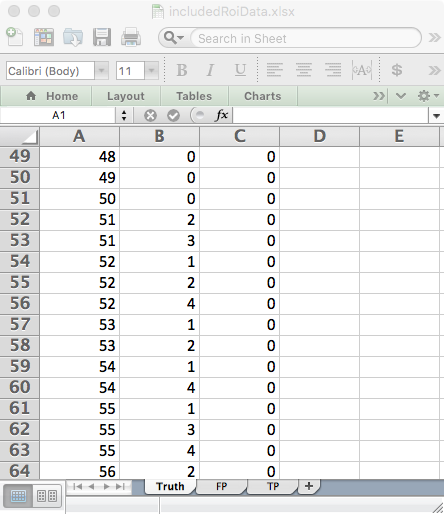 includedRoiData.xlsx
Search in Sheet
Calibri (Body) 11 B I U A $
Home Layout Tables Charts
A1 fx
A B C D E
49 48 0 0
50 49 0 0
51 50 0 0
52 51 2 0
53 51 3 0
54 52 1 0
55 52 2 0
56 52 4 0
57 53 1 0
58 53 2 0
59 54 1 0
60 54 4 0
61 55 1 0
62 55 3 0
63 55 4 0
64 56 2 0
Truth FP TP +